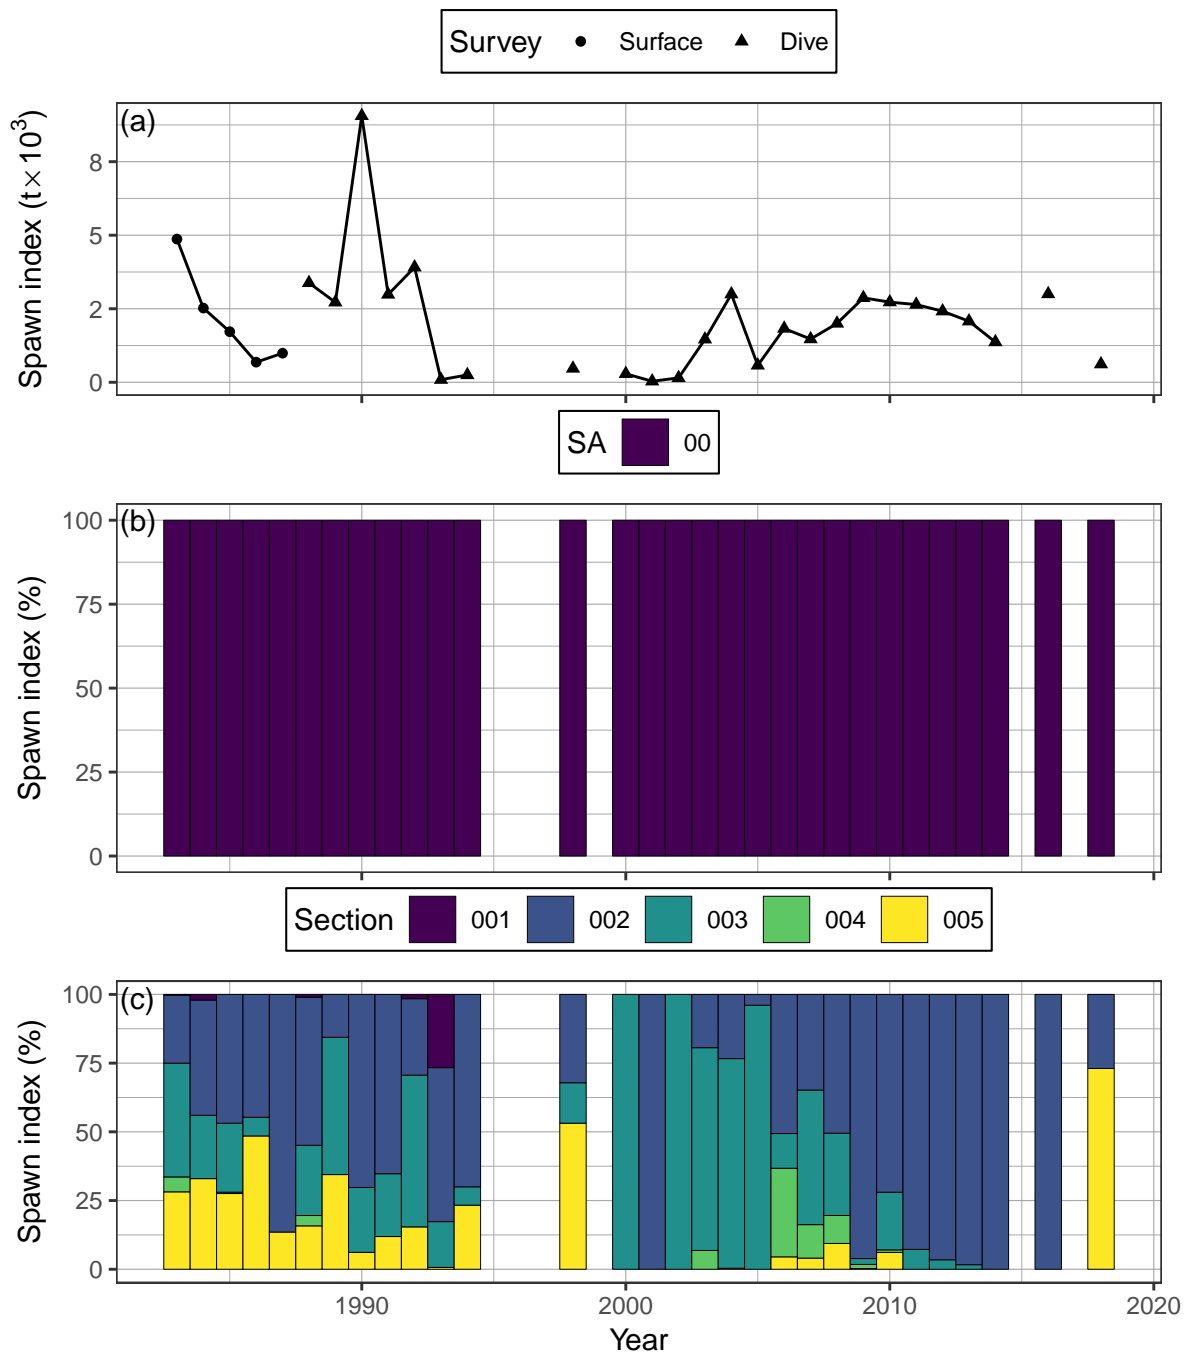 Survey Surface Dive
(a)
Spawn index (t × 10³)
8
5
2
0
SA 00
(b)
Spawn index (%)
100
75
50
25
0
Section 001 002 003 004 005
(c)
Spawn index (%)
100
75
50
25
0
1990 2000 2010 2020
Year